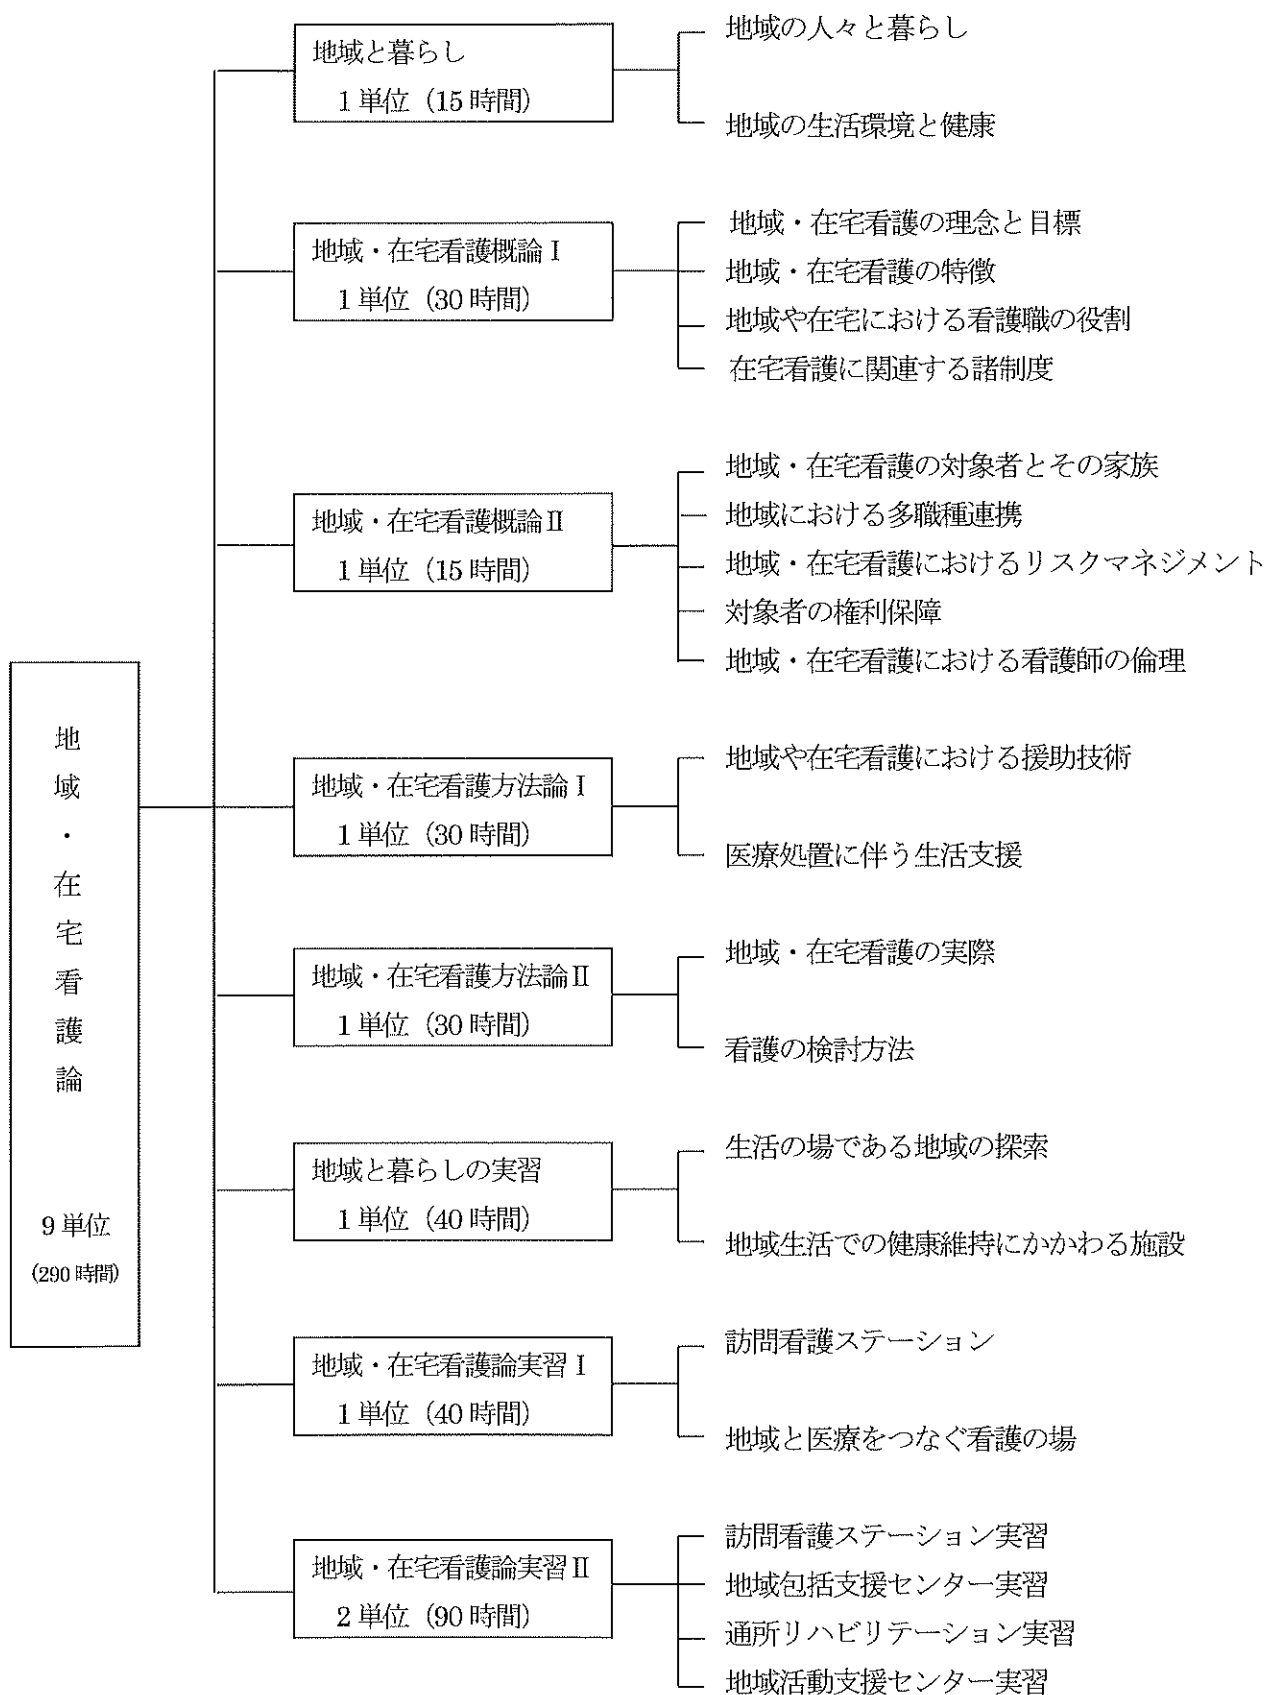 地域・在宅看護論
9単位
(290時間)
地域と暮らし
1単位（15時間）
地域の人々と暮らし
地域の生活環境と健康
地域・在宅看護概論Ⅰ
1単位（30時間）
地域・在宅看護の理念と目標
地域・在宅看護の特徴
地域や在宅における看護職の役割
在宅看護に関連する諸制度
地域・在宅看護概論Ⅱ
1単位（15時間）
地域・在宅看護の対象者とその家族
地域における多職種連携
地域・在宅看護におけるリスクマネジメント
対象者の権利保障
地域・在宅看護における看護師の倫理
地域・在宅看護方法論Ⅰ
1単位（30時間）
地域や在宅看護における援助技術
医療処置に伴う生活支援
地域・在宅看護方法論Ⅱ
1単位（30時間）
地域・在宅看護の実際
看護の検討方法
地域と暮らしの実習
1単位（40時間）
生活の場である地域の探索
地域生活での健康維持にかかわる施設
地域・在宅看護論実習Ⅰ
1単位（40時間）
訪問看護ステーション
地域と医療をつなぐ看護の場
地域・在宅看護論実習Ⅱ
2単位（90時間）
訪問看護ステーション実習
地域包括支援センター実習
通所リハビリテーション実習
地域活動支援センター実習